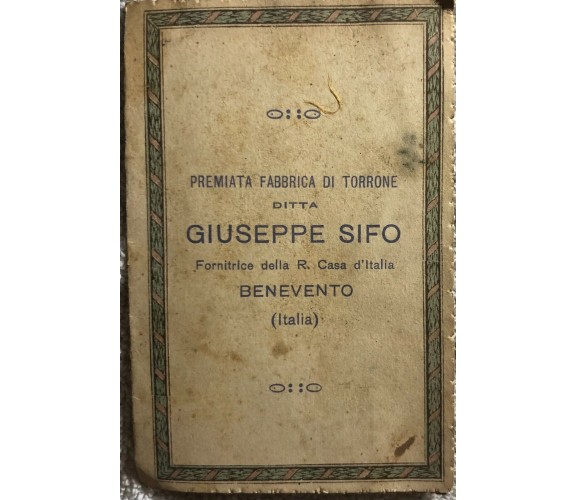 PREMIATA FABBRICA DI TORRONE
DITTA
GIUSEPPE SIFO
Fornitrice della R. Casa d'Italia
BENEVENTO
(Italia)